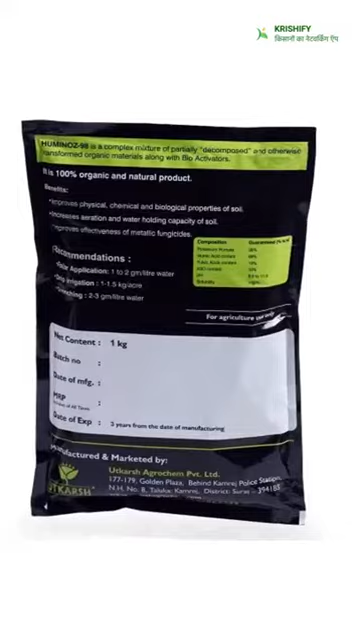 KRISHIFY
किसानों का नेटवर्किंग ऐप
HUMINOZ-98 is a complex mixture of partially "decomposed" and otherwise
transformed organic materials along with Bio Activators.
It is 100% organic and natural product.
Benefits:
•Improves physical, chemical and biological properties of soil.
•Increases aeration and water holding capacity of soil.
Improves effectiveness of metallic fungicides.
Recommendations :
Application: 1 to 2 gm/litre water
Irrigation : 1-1.5 kg/acre
: 2-3 gm/litre water
Composition Guaranteed
For agriculture use only
Net Content : 1 kg
Batch no :
Date of mfg. :
MRP :
of All Taxes
Date of Exp : 3 years from the date of manufacturing
Manufactured & Marketed by:
Utkarsh Agrochem Pvt. Ltd.
177-179, Golden Plaza, Behind Kamrej Police Station,
N.H. No. 8, Taluka: Kamrej, District: Surat – 394185
UTKARSH